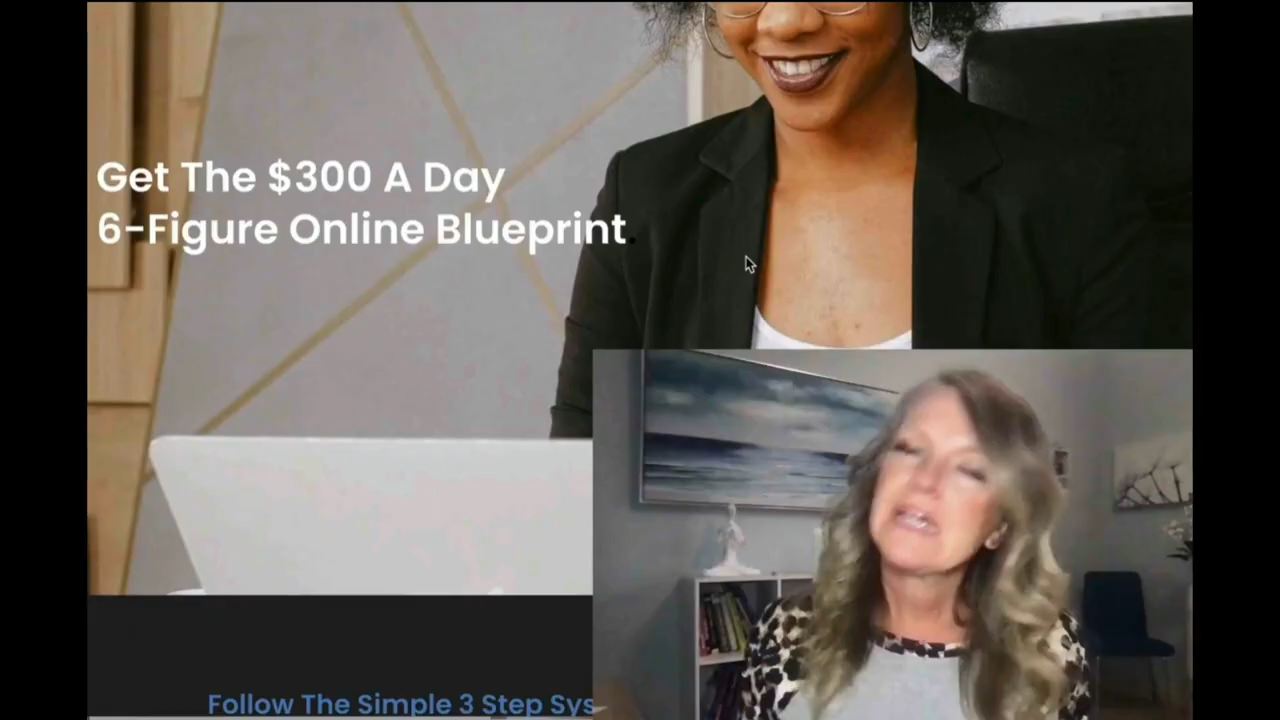 Get The $300 A Day
6-Figure Online Blueprint.
Follow The Simple 3 Step Sys